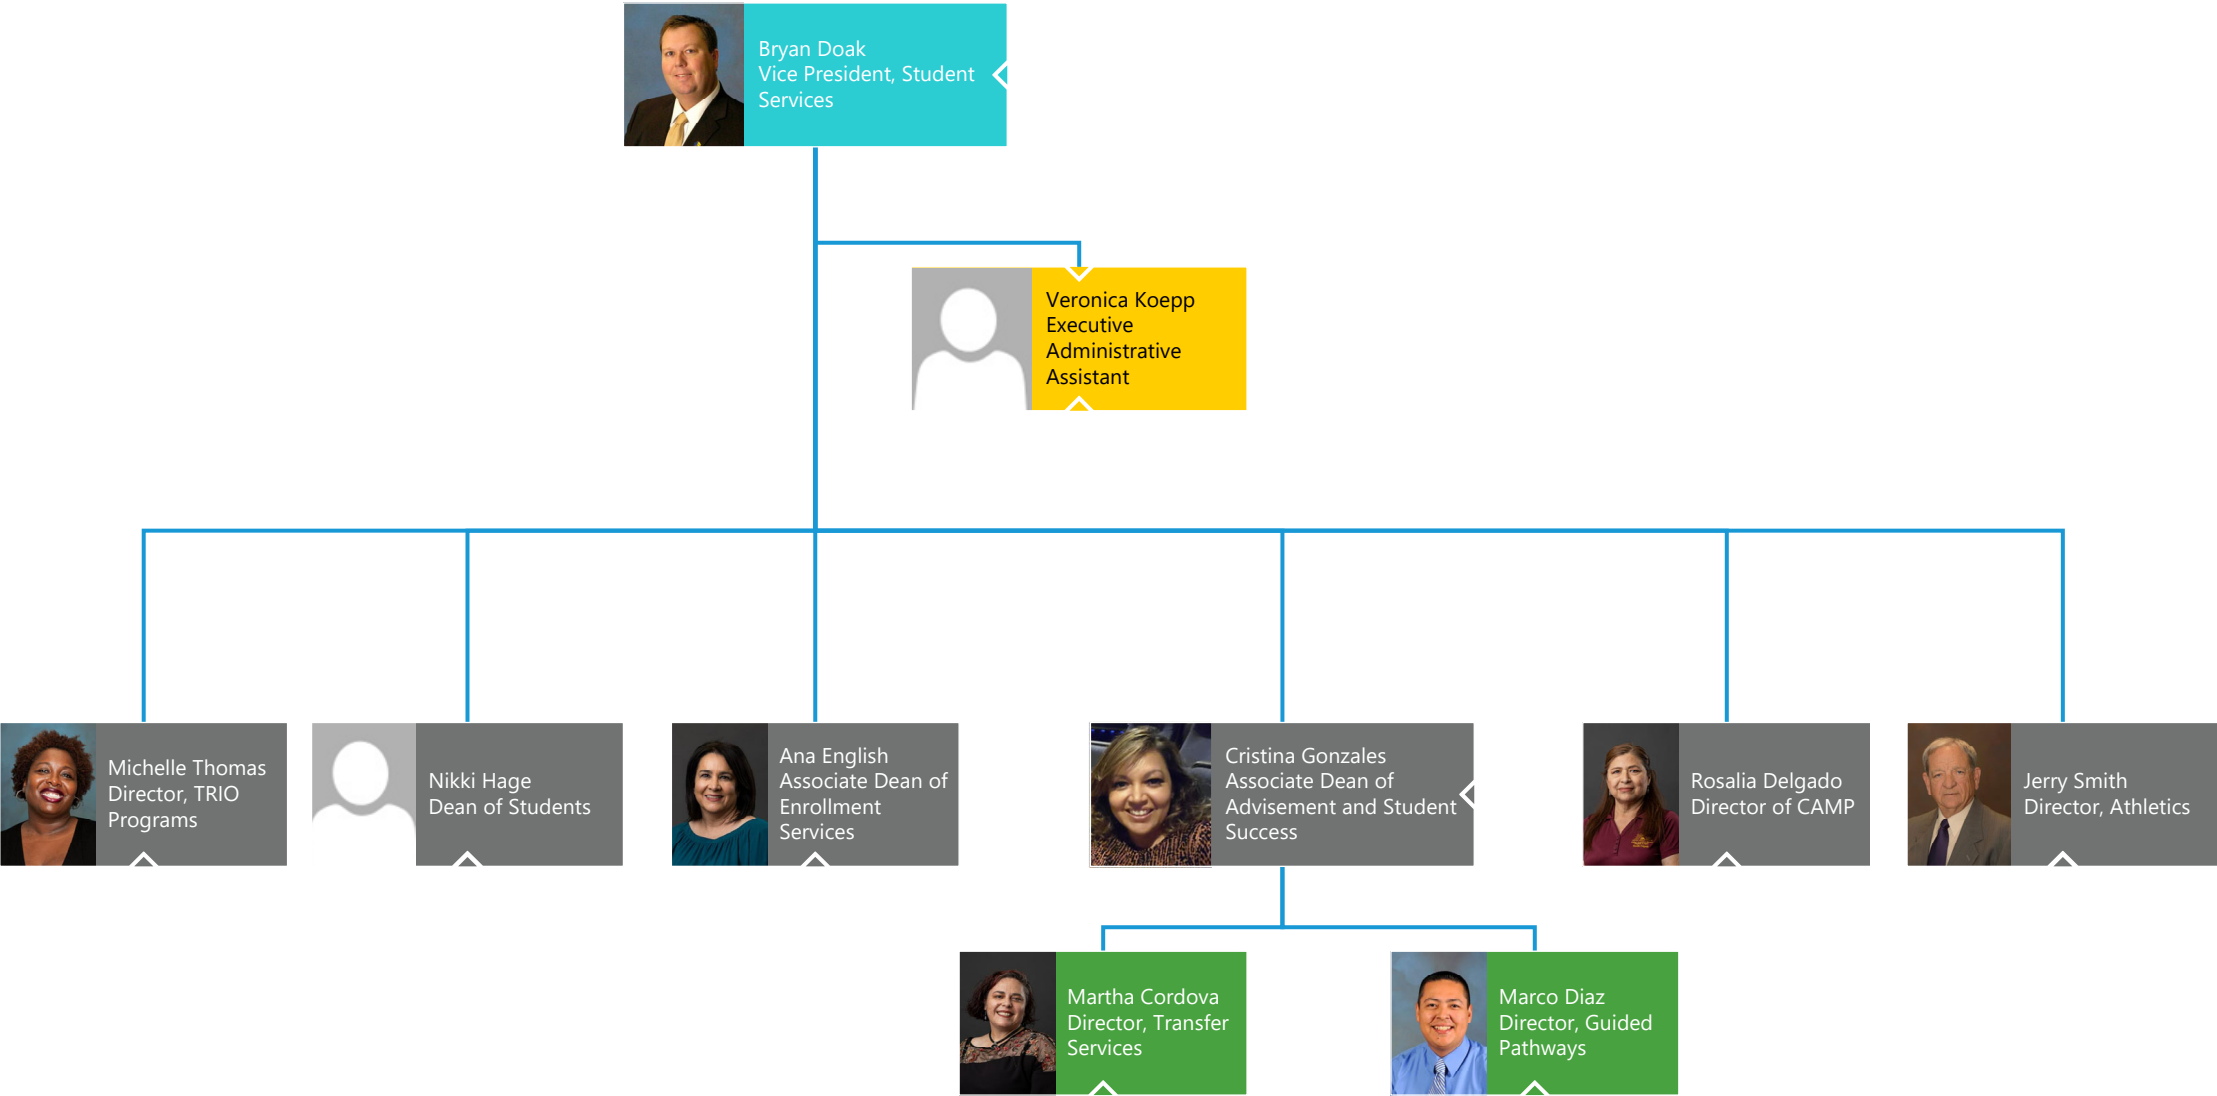 Bryan Doak
Vice President, Student
Services
Veronica Koepp
Executive
Administrative
Assistant
Michelle Thomas
Director, TRIO
Programs
Nikki Hage
Dean of Students
Ana English
Associate Dean of
Enrollment
Services
Cristina Gonzales
Associate Dean of
Advisement and Student
Success
Rosalia Delgado
Director of CAMP
Jerry Smith
Director, Athletics
Martha Cordova
Director, Transfer
Services
Marco Diaz
Director, Guided
Pathways